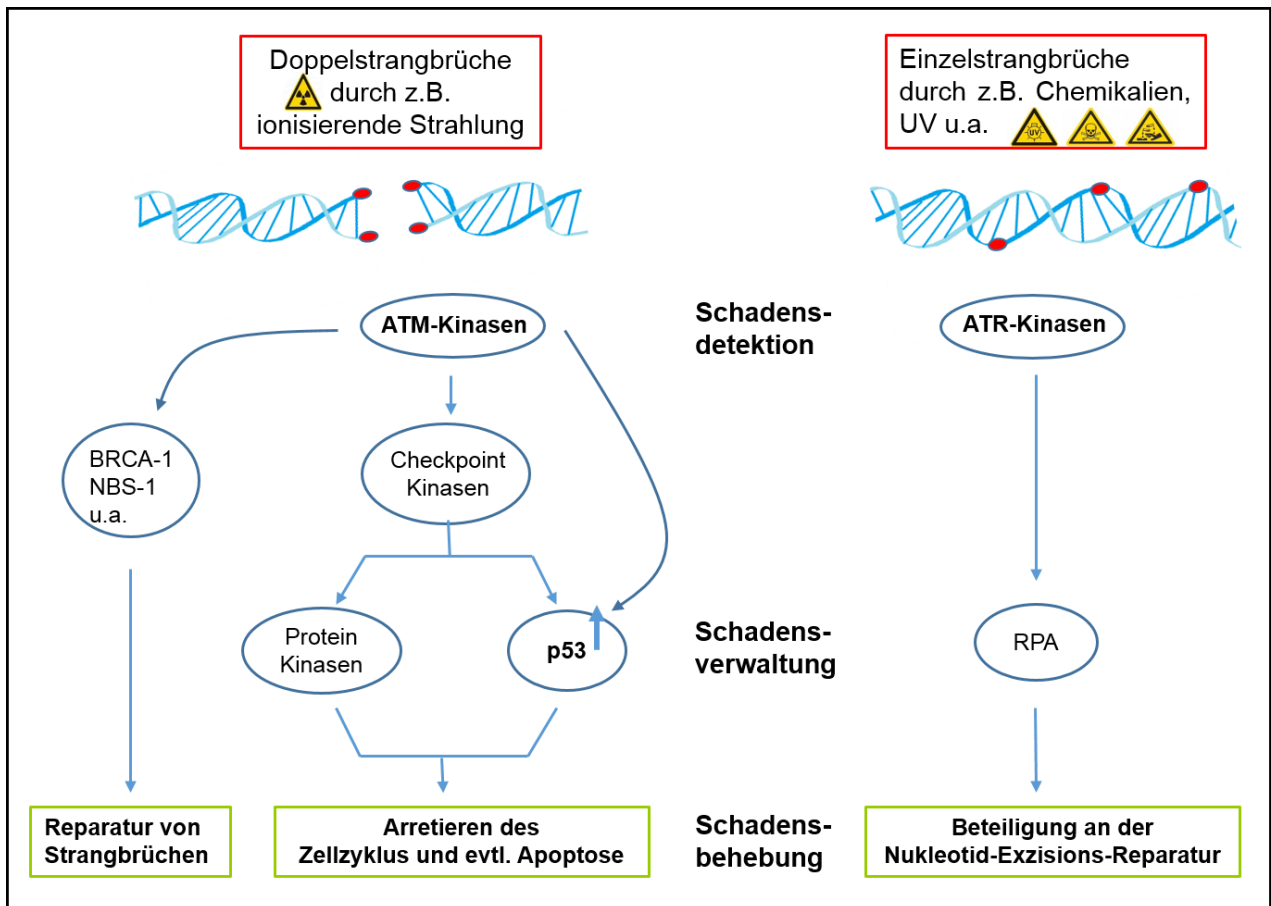 Doppelstrangbrüche
durch z.B.
ionisierende Strahlung
Einzelstrangbrüche
durch z.B. Chemikalien,
UV u.a.
UV
ATM-Kinasen
Schadens-
detektion
ATR-Kinasen
BRCA-1
NBS-1
u.a.
Checkpoint
Kinasen
Protein
Kinasen
p53
Schadens-
verwaltung
RPA
Reparatur von
Strangbrüchen
Arretieren des
Zellzyklus und evtl. Apoptose
Schadens-
behebung
Beteiligung an der
Nukleotid-Exzisions-Reparatur